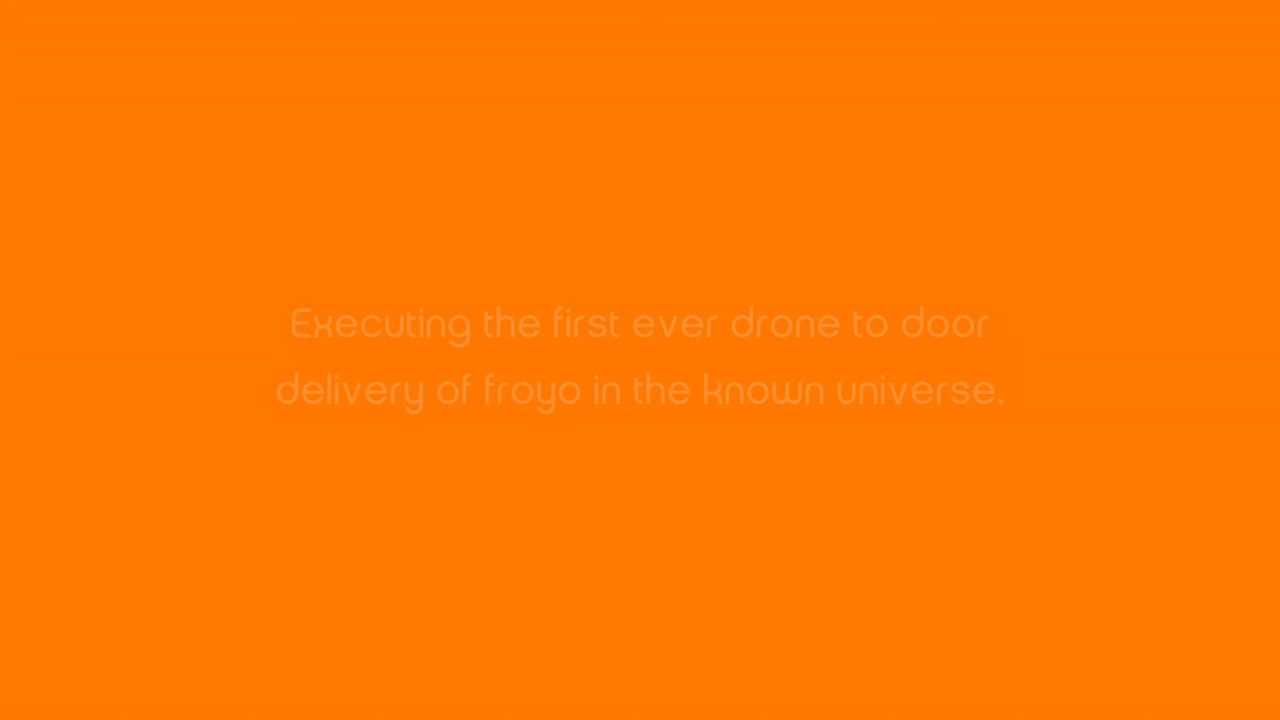 Executing the first ever drone to door
delivery of froyo in the known universe.